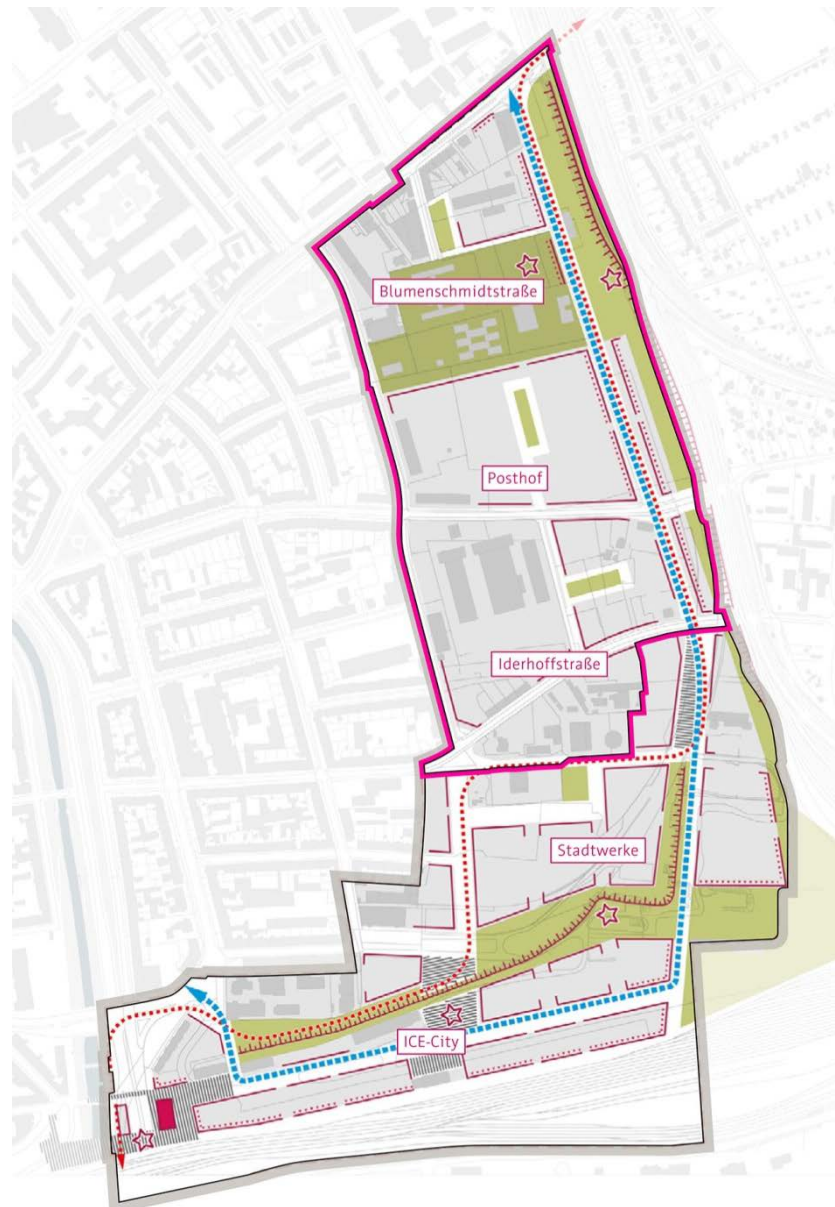 Blumenschmidtstraße
Posthof
Iderhoffstraße
Stadtwerke
ICE-City